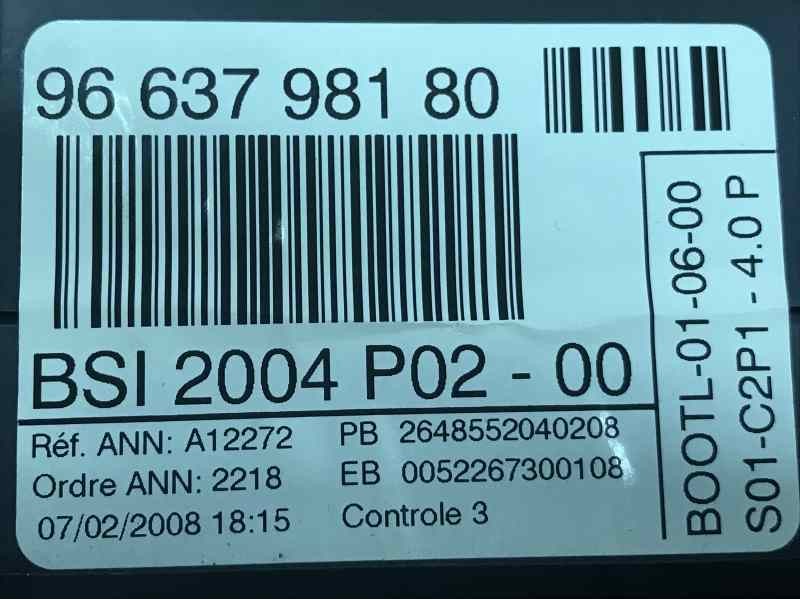 96 637 981 80
BSI 2004 P02 - 00
Réf. ANN: A12272 PB 2648552040208
Ordre ANN: 2218 EB 0052267300108
07/02/2008 18:15 Controle 3
BOOTL-01-06-00
S01-C2P1 - 4.0 P